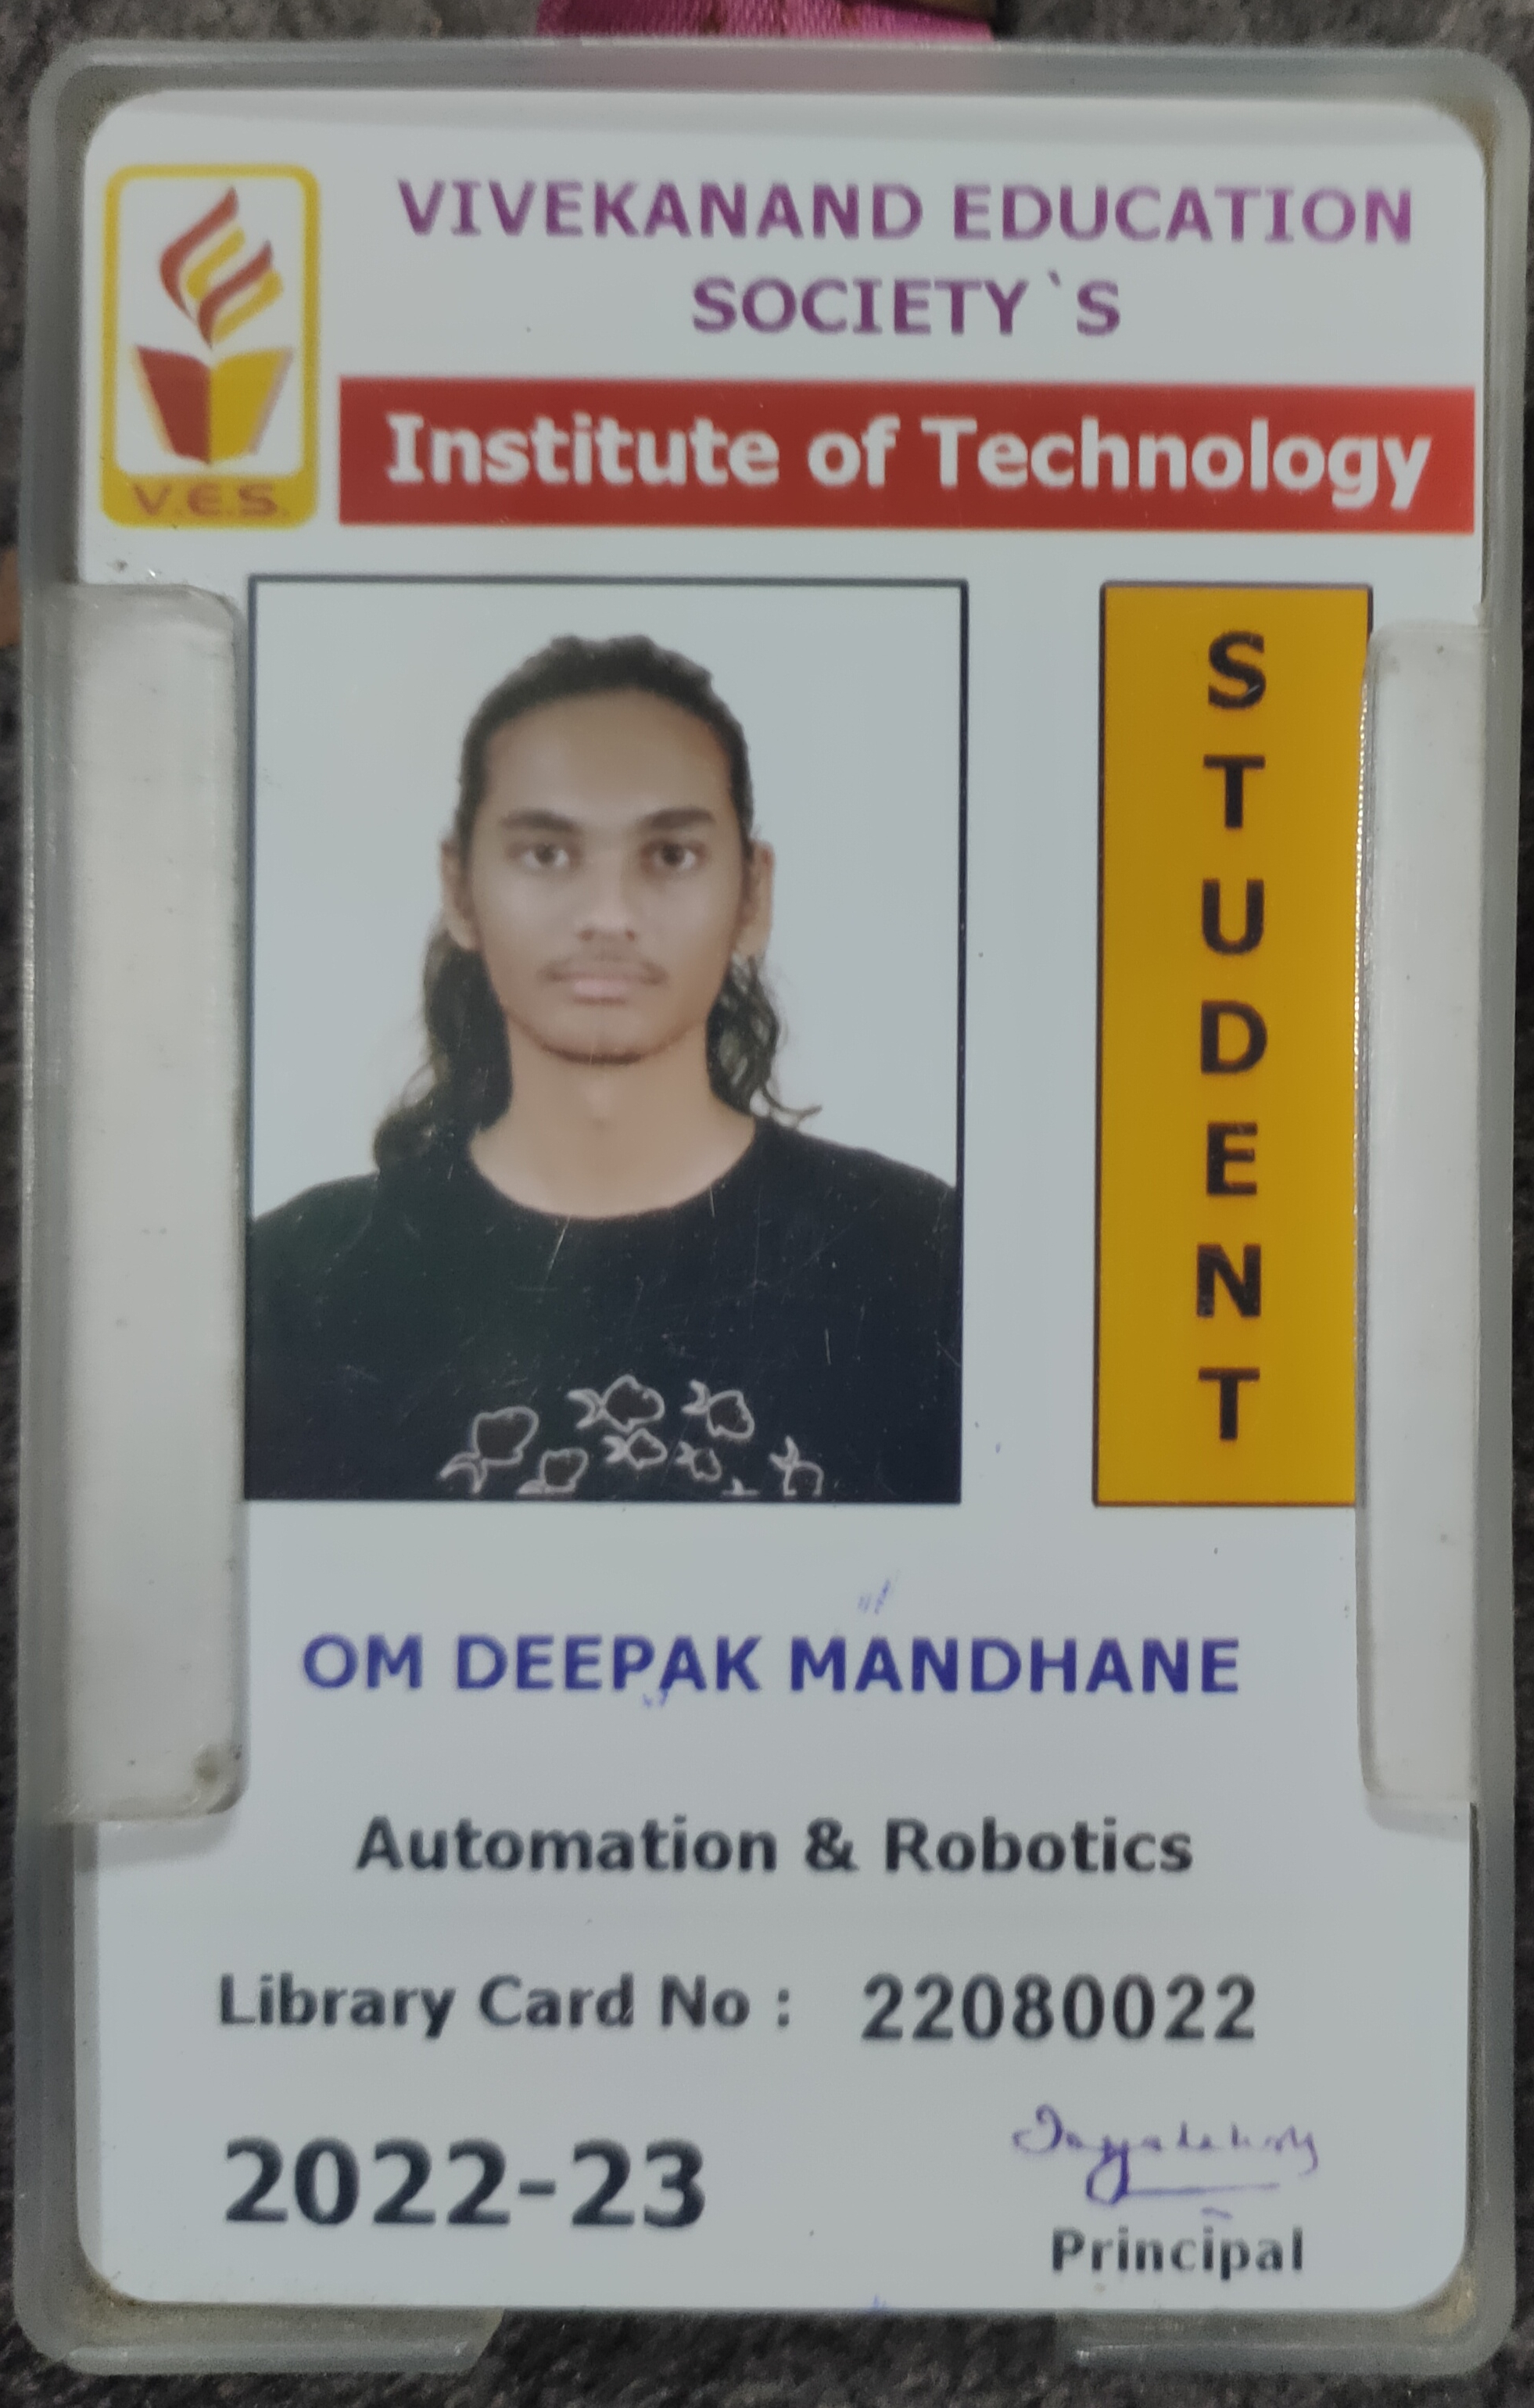 VIVEKANAND EDUCATION
SOCIETY`S
Institute of Technology
V.E.S.
STUDENT
OM DEEPAK MANDHANE
Automation & Robotics
Library Card No : 22080022
2022-23
Principal